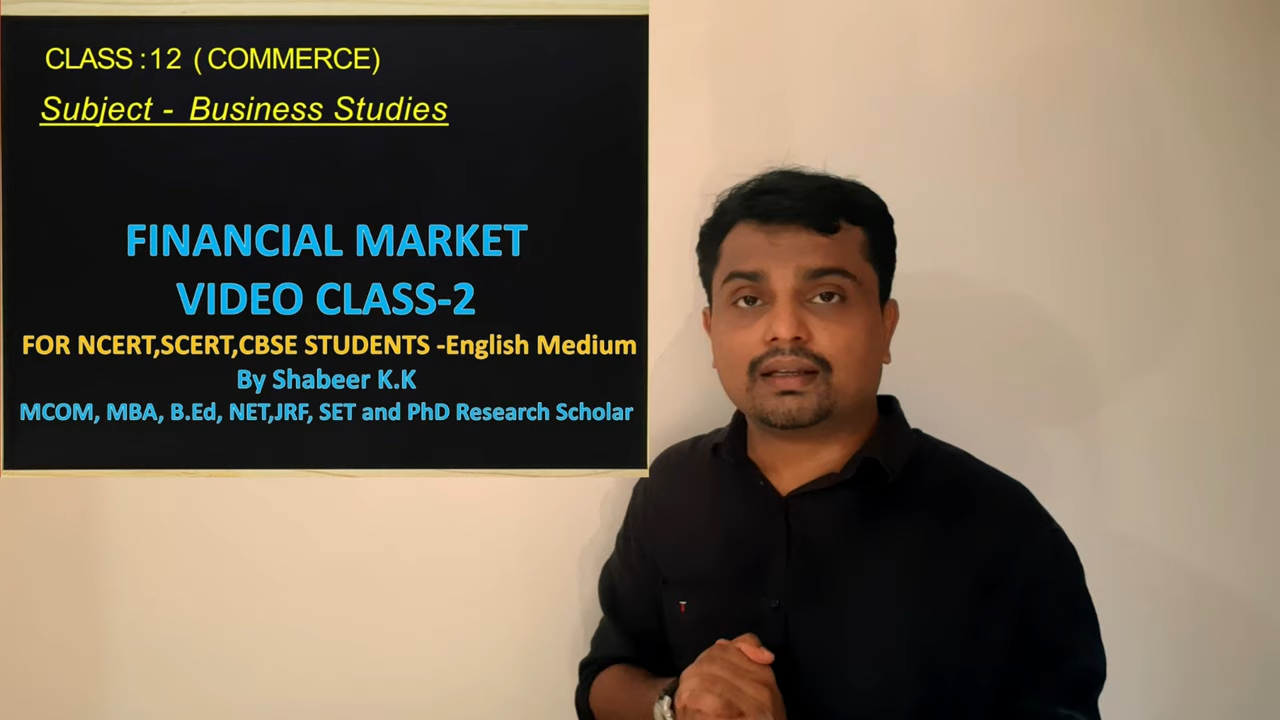 CLASS : 12 ( COMMERCE)
Subject - Business Studies
FINANCIAL MARKET
VIDEO CLASS-2
FOR NCERT,SCERT,CBSE STUDENTS -English Medium
By Shabeer K.K
MCOM, MBA, B.Ed, NET,JRF, SET and PhD Research Scholar